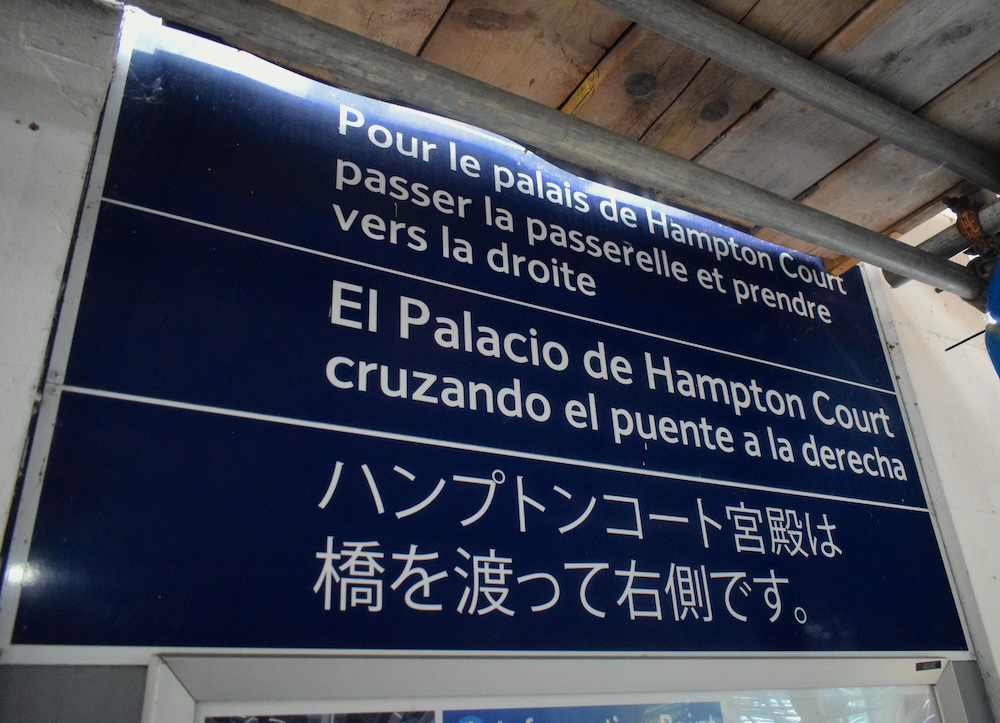 Pour le palais de Hampton Court
passer la passerelle et prendre
vers la droite
El Palacio de Hampton Court
cruzando el puente a la derecha
ハンプトンコート宮殿は
橋を渡って右側です。
Information Point